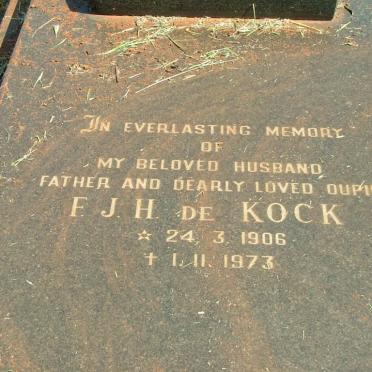 In EVERLASTING MEMORY
OF
MY BELOVED HUSBAND
FATHER AND DEARLY LOVED OUPI
F. J. H. DE KOCK
☆ 24. 3. 1906
✝ 1. 11. 1973